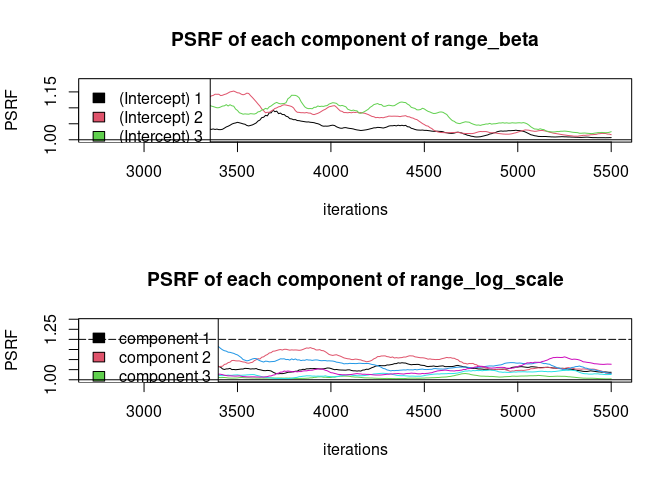 PSRF of each component of range_beta
PSRF
1.15
1.00
(Intercept) 1
(Intercept) 2
(Intercept) 3
3000 3500 4000 4500 5000 5500
iterations
PSRF of each component of range_log_scale
PSRF
1.25
1.00
component 1
component 2
component 3
3000 3500 4000 4500 5000 5500
iterations